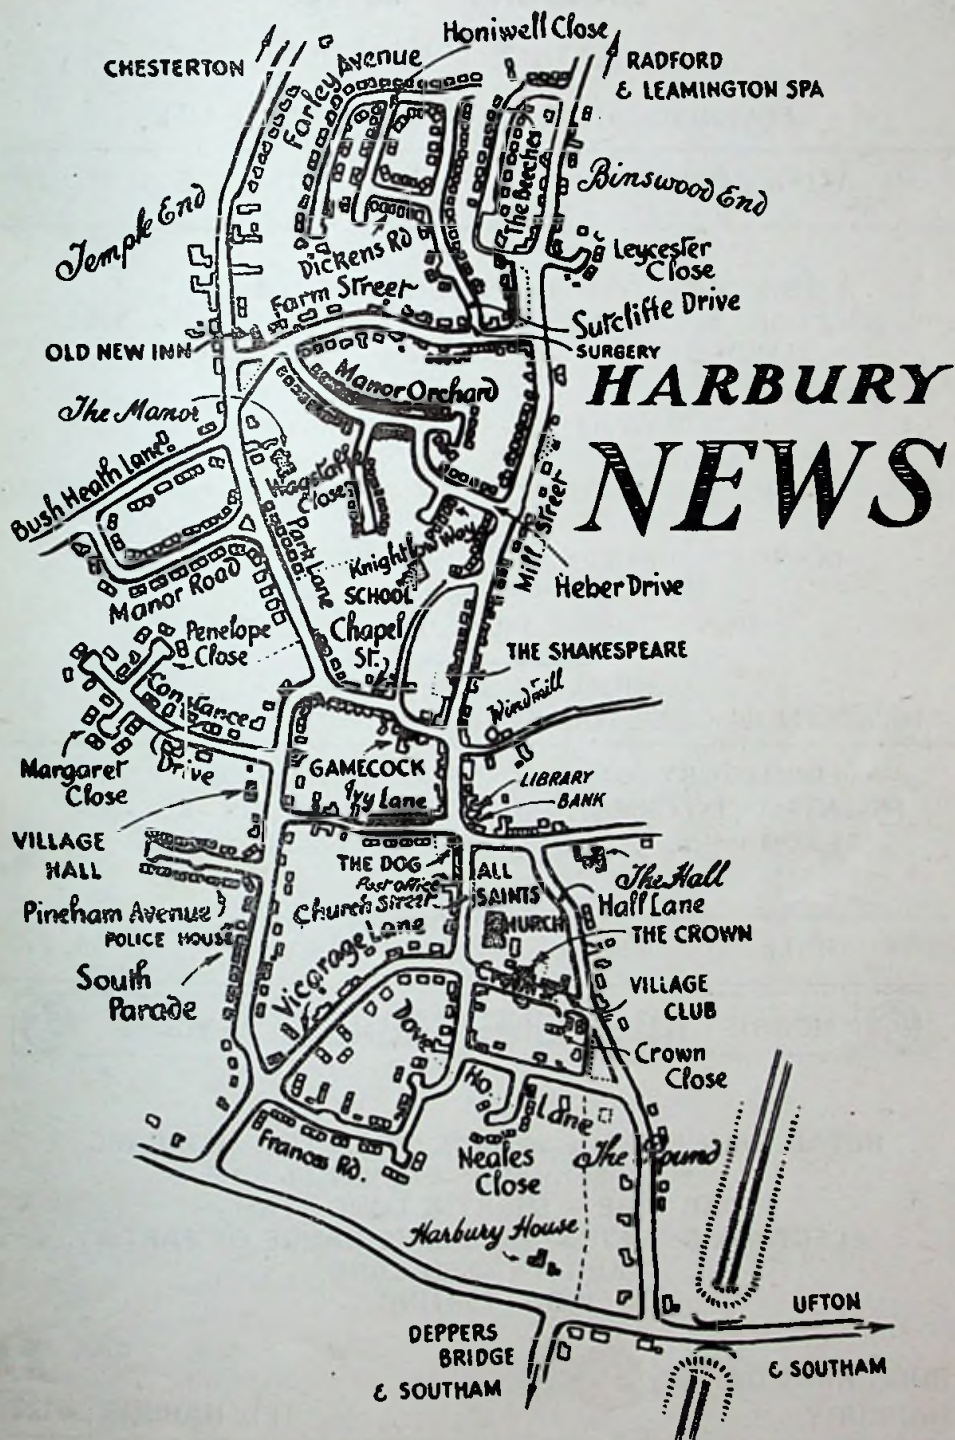 Honiwell Close
CHESTERTON
Farley Avenue
RADFORD
& LEAMINGTON SPA
The Beeches
Binswood End
Temple End
Dickens Rd
Leycester
Close
Farm Street
Sutcliffe Drive
OLD NEW INN
SURGERY
HARBURY
NEWS
The Manor
Manor Orchard
Bush Heath Lane
Wagstaff
Close
Park Lane
Mill Street
Knightlow Way
SCHOOL
Heber Drive
Manor Road
Penelope
Close
Chapel
St.
THE SHAKESPEARE
Windmill
Constance
Drive
Margaret
Close
GAMECOCK
Ivy Lane
LIBRARY
BANK
VILLAGE
HALL
THE DOG
Post office
ALL
SAINTS'
CHURCH
The Hall
Hall Lane
Church Street
Pineham Avenue
POLICE HOUSE
Vicarage Lane
THE CROWN
South
Parade
VILLAGE
CLUB
Crown
Close
Dovehouse
Lane
Frances Rd.
Neales
Close
The Pound
Harbury House
UFTON
& SOUTHAM
DEPPERS
BRIDGE
& SOUTHAM